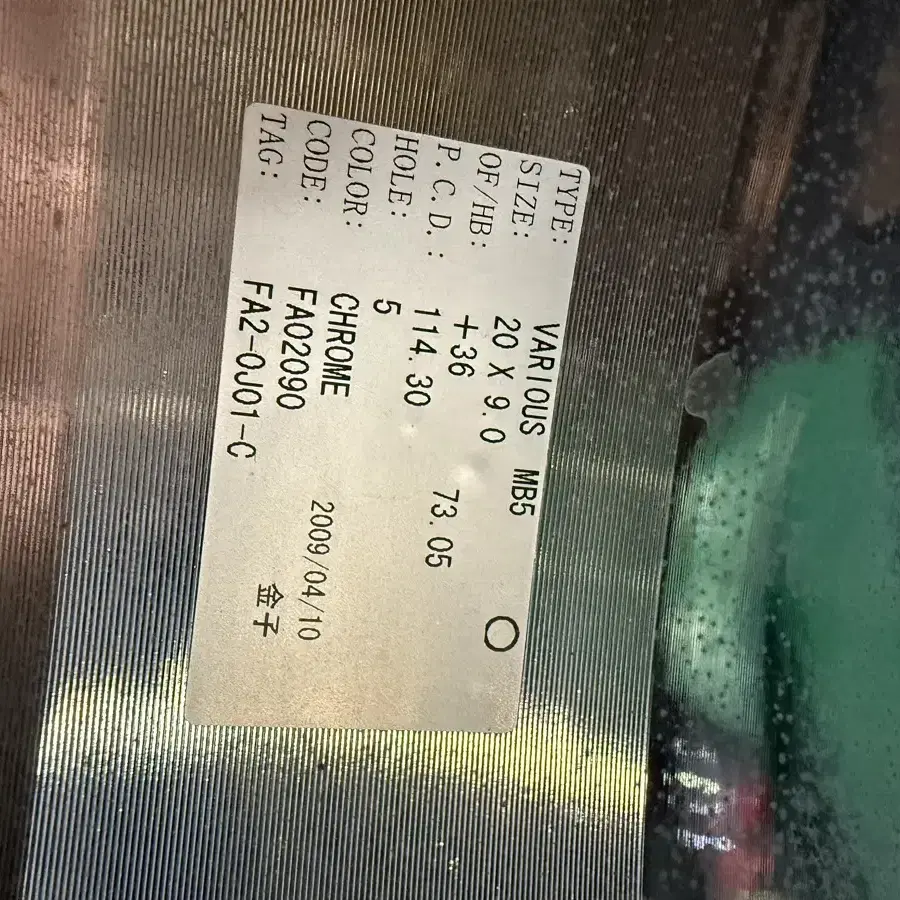 TYPE: VARIOUS MB5
SIZE: 20 X 9.0 ○
OF/HB: +36 73.05
P.C.D.: 114.30
HOLE: 5
COLOR: CHROME
CODE: FA02090 2009/04/10
TAG: FA2-0J01-C 金子